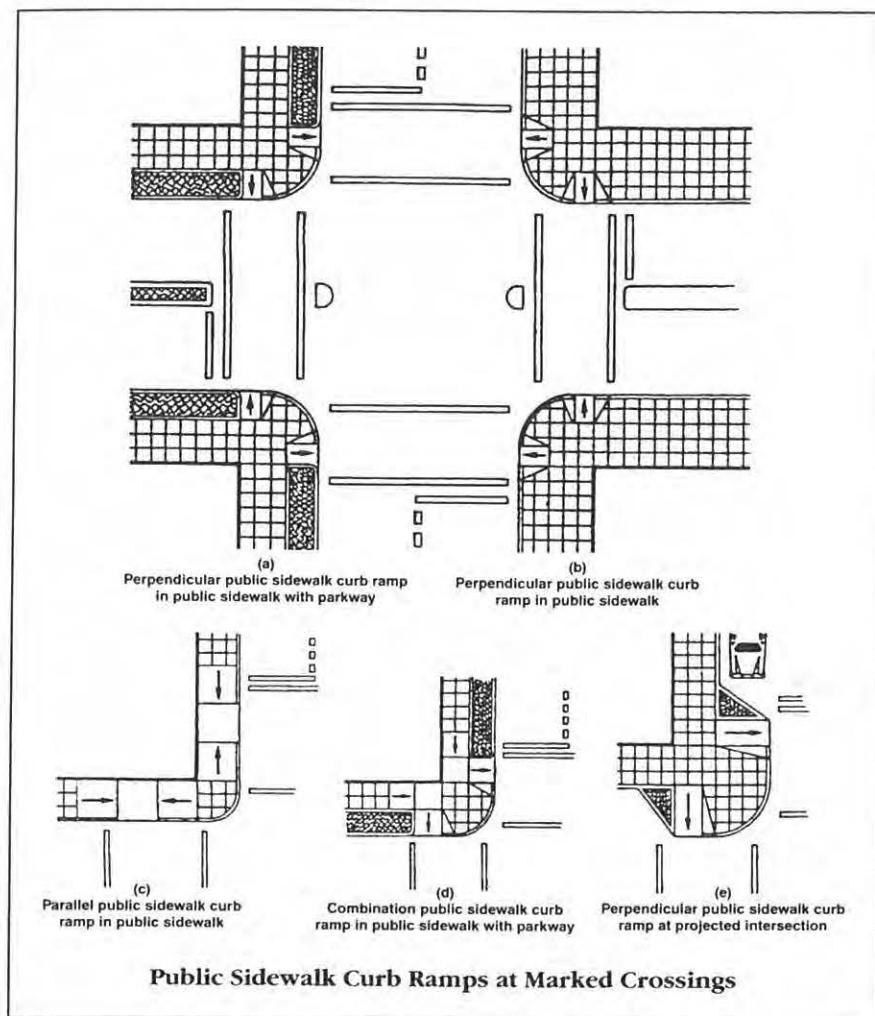 (a)
Perpendicular public sidewalk curb ramp
in public sidewalk with parkway
(b)
Perpendicular public sidewalk curb
ramp in public sidewalk
(c)
Parallel public sidewalk curb
ramp in public sidewalk
(d)
Combination public sidewalk curb
ramp in public sidewalk with parkway
(e)
Perpendicular public sidewalk curb
ramp at projected intersection
Public Sidewalk Curb Ramps at Marked Crossings